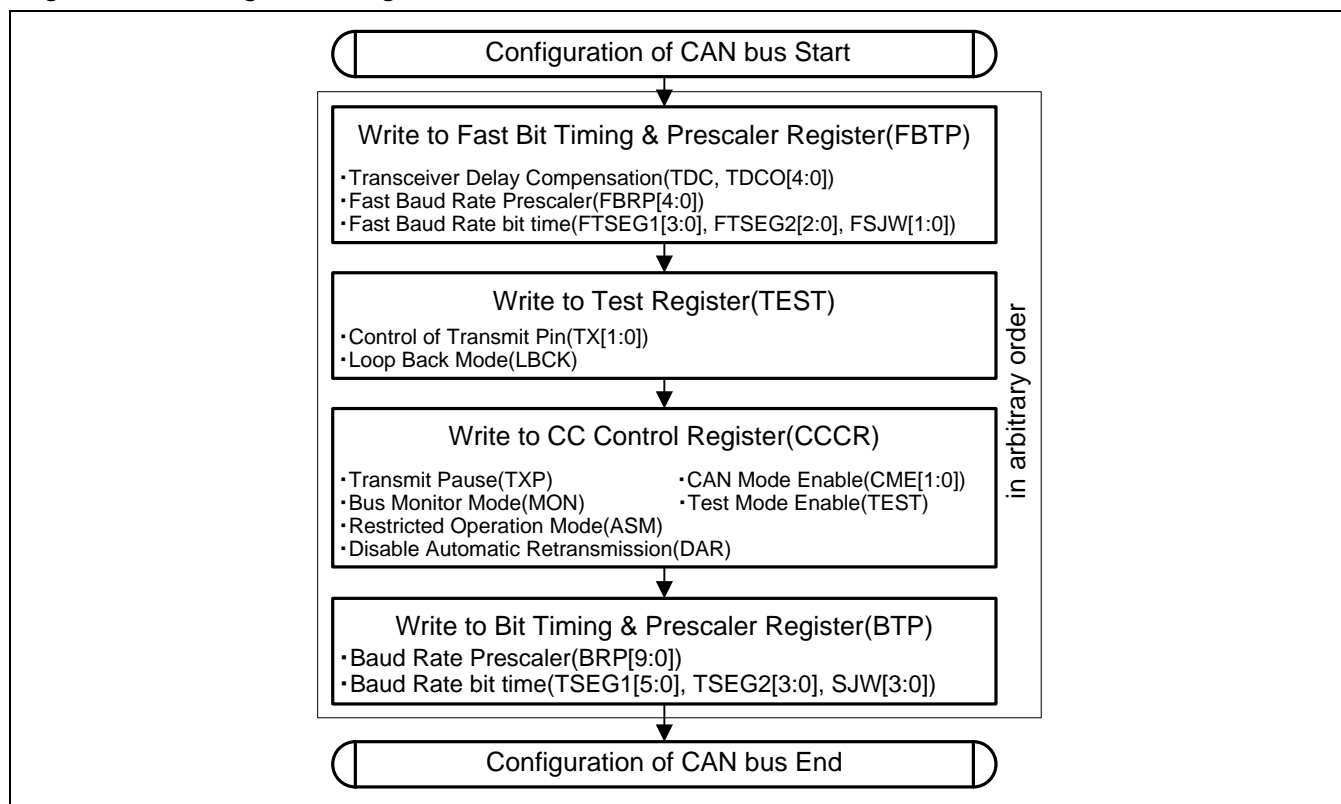 Configuration of CAN bus Start
Write to Fast Bit Timing & Prescaler Register(FBTP)
・Transceiver Delay Compensation(TDC, TDCO[4:0])
・Fast Baud Rate Prescaler(FBRP[4:0])
・Fast Baud Rate bit time(FTSEG1[3:0], FTSEG2[2:0], FSJW[1:0])
Write to Test Register(TEST)
・Control of Transmit Pin(TX[1:0])
・Loop Back Mode(LBCK)
Write to CC Control Register(CCCR)
・Transmit Pause(TXP) ・CAN Mode Enable(CME[1:0])
・Bus Monitor Mode(MON) ・Test Mode Enable(TEST)
・Restricted Operation Mode(ASM)
・Disable Automatic Retransmission(DAR)
Write to Bit Timing & Prescaler Register(BTP)
・Baud Rate Prescaler(BRP[9:0])
・Baud Rate bit time(TSEG1[5:0], TSEG2[3:0], SJW[3:0])
in arbitrary order
Configuration of CAN bus End